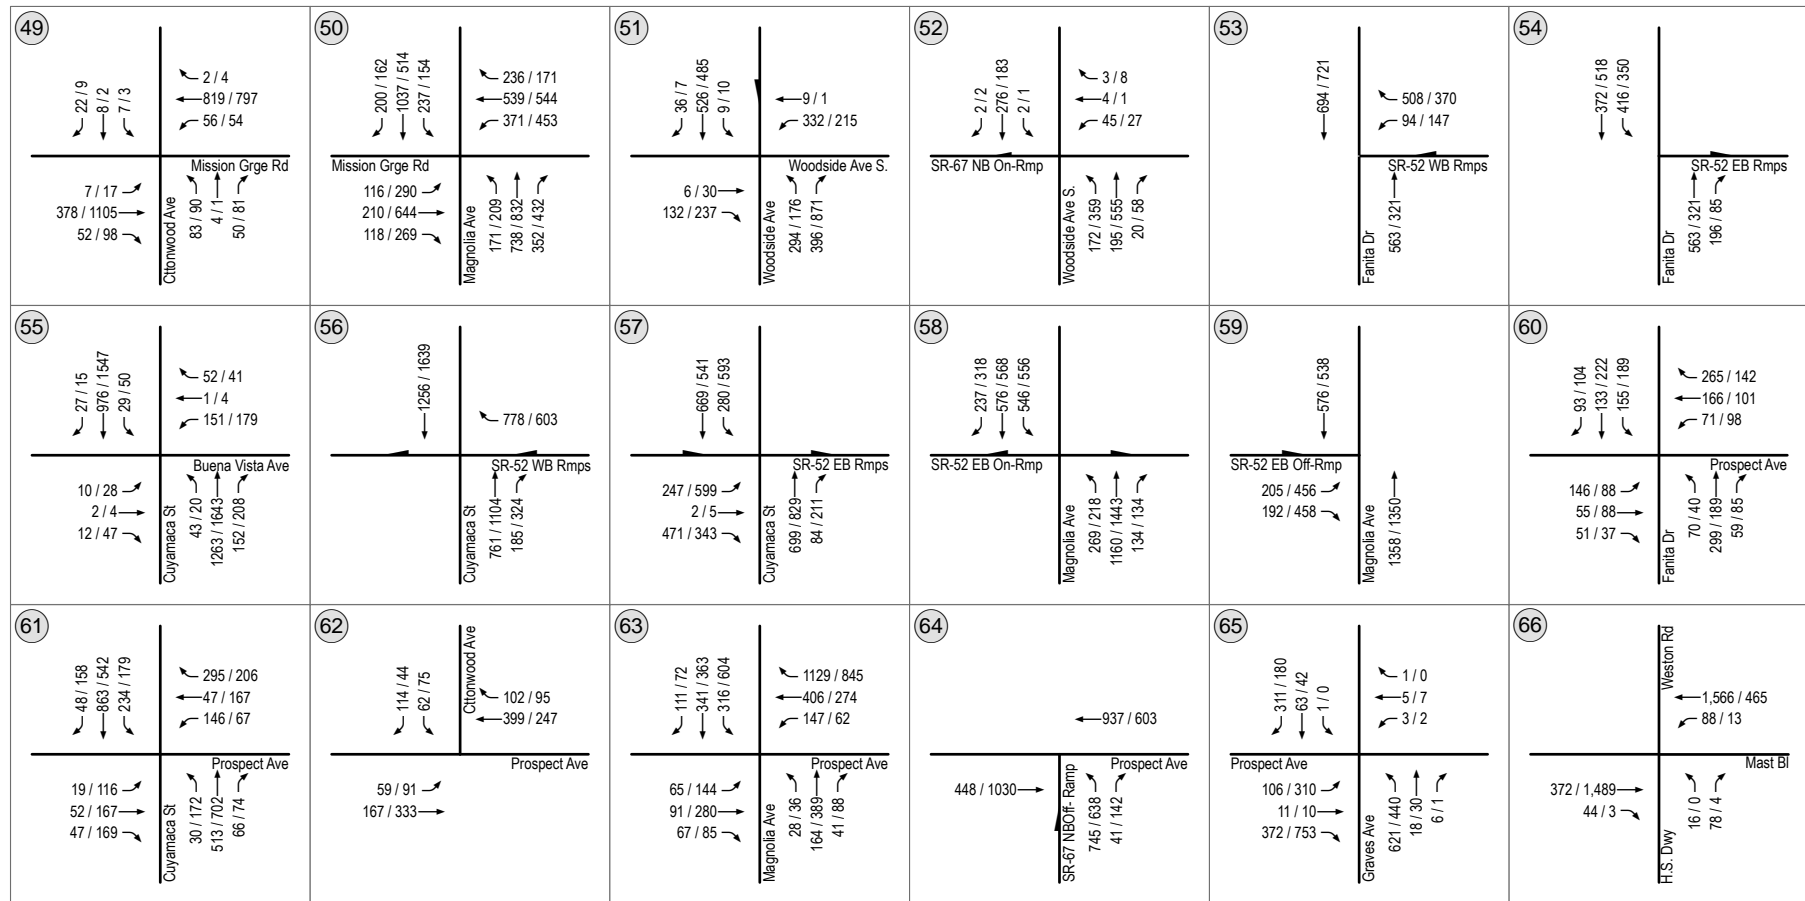 49
22 / 9
8 / 2
7 / 3
2 / 4
819 / 797
56 / 54
Mission Grge Rd
7 / 17
378 / 1105
52 / 98
Cttonwood Ave
83 / 90
4 / 1
50 / 81
50
200 / 162
1037 / 514
237 / 154
236 / 171
539 / 544
371 / 453
Mission Grge Rd
116 / 290
210 / 644
118 / 269
Magnolia Ave
171 / 209
738 / 832
352 / 432
51
36 / 7
526 / 485
9 / 10
9 / 1
332 / 215
Woodside Ave S.
6 / 30
132 / 237
Woodside Ave
294 / 176
396 / 871
52
2 / 2
276 / 183
2 / 1
3 / 8
4 / 1
45 / 27
SR-67 NB On-Rmp
Woodside Ave S.
172 / 359
195 / 555
20 / 58
53
694 / 721
508 / 370
94 / 147
SR-52 WB Rmps
Fanita Dr
563 / 321
54
372 / 518
416 / 350
SR-52 EB Rmps
Fanita Dr
563 / 321
196 / 85
55
27 / 15
976 / 1547
29 / 50
52 / 41
1 / 4
151 / 179
Buena Vista Ave
10 / 28
2 / 4
12 / 47
Cuyamaca St
43 / 20
1263 / 1643
152 / 208
56
1256 / 1639
778 / 603
SR-52 WB Rmps
Cuyamaca St
761 / 1104
185 / 324
57
669 / 541
280 / 593
SR-52 EB Rmps
247 / 599
2 / 5
471 / 343
Cuyamaca St
699 / 829
84 / 211
58
237 / 318
576 / 568
546 / 556
SR-52 EB On-Rmp
Magnolia Ave
269 / 218
1160 / 1443
134 / 134
59
576 / 538
SR-52 EB Off-Rmp
205 / 456
192 / 458
Magnolia Ave
1358 / 1350
60
93 / 104
133 / 222
155 / 189
265 / 142
166 / 101
71 / 98
Prospect Ave
146 / 88
55 / 88
51 / 37
Fanita Dr
70 / 40
299 / 189
59 / 85
61
48 / 158
863 / 542
234 / 179
295 / 206
47 / 167
146 / 67
Prospect Ave
19 / 116
52 / 167
47 / 169
Cuyamaca St
30 / 172
513 / 702
66 / 74
62
114 / 44
62 / 75
Cttonwood Ave
102 / 95
399 / 247
Prospect Ave
59 / 91
167 / 333
63
111 / 72
341 / 363
316 / 604
1129 / 845
406 / 274
147 / 62
Prospect Ave
65 / 144
91 / 280
67 / 85
Magnolia Ave
28 / 36
164 / 389
41 / 88
64
937 / 603
Prospect Ave
448 / 1030
SR-67 NBOff- Ramp
745 / 638
41 / 142
65
311 / 180
63 / 42
1 / 0
1 / 0
5 / 7
3 / 2
Prospect Ave
106 / 310
11 / 10
372 / 753
Graves Ave
621 / 440
18 / 30
6 / 1
66
Weston Rd
1,566 / 465
88 / 13
Mast Bl
372 / 1,489
44 / 3
H.S. Dwy
16 / 0
78 / 4